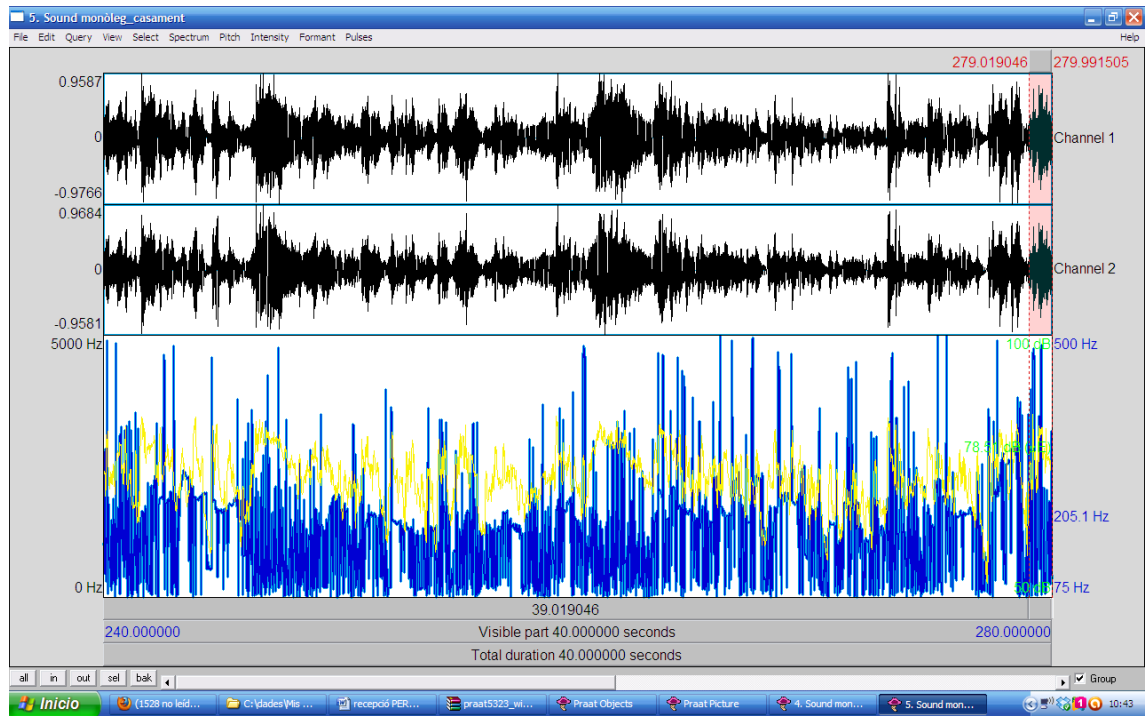 5. Sound monòleg_casament
File Edit Query View Select Spectrum Pitch Intensity Formant Pulses Help
279.019046 279.991505
0.9587
0
Channel 1
-0.9766
0.9684
0
Channel 2
-0.9581
5000 Hz 100 dB 500 Hz
205.1 Hz
0 Hz 50 dB 75 Hz
39.019046
240.000000 Visible part 40.000000 seconds 280.000000
Total duration 40.000000 seconds
all in out sel bak Group
Inicio (1528 no leíd... C:\dades\Mis ... recepció PER... praat5323_wi... Praat Objects Praat Picture 4. Sound mon... 5. Sound mon... 10:43